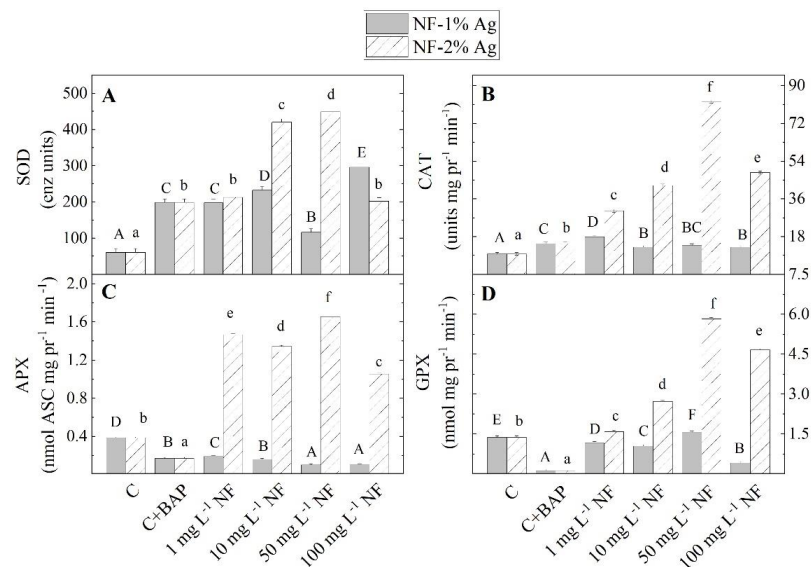 NF-1% Ag
NF-2% Ag
A
SOD
(cnz units)
500
400
300
200
100
A a C b C b D c B d E b
B
CAT
(units mg pr⁻¹ min⁻¹)
90
72
54
36
18
A a C b D c B d BC f B e
C
APX
(nmol ASC mg pr⁻¹ min⁻¹)
1.6
1.2
0.8
0.4
D b B a C e B d A f A c
D
GPX
(nmol mg pr⁻¹ min⁻¹)
7.5
6.0
4.5
3.0
1.5
E b A a D c C d F f B e
C
C+BAP
1 mg L⁻¹ NF
10 mg L⁻¹ NF
50 mg L⁻¹ NF
100 mg L⁻¹ NF
C
C+BAP
1 mg L⁻¹ NF
10 mg L⁻¹ NF
50 mg L⁻¹ NF
100 mg L⁻¹ NF